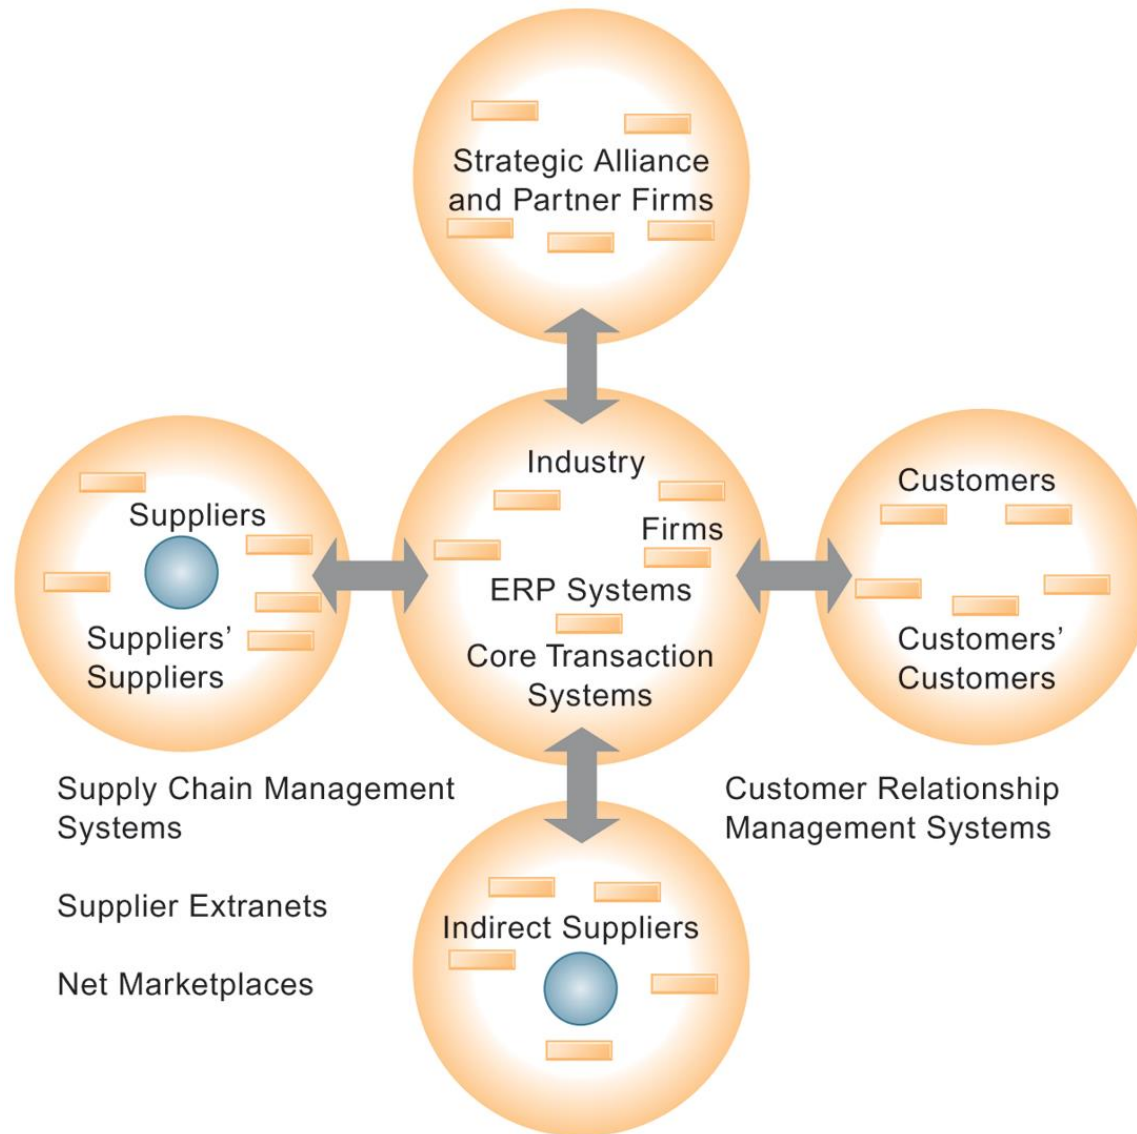 Strategic Alliance
and Partner Firms
Industry
Firms
ERP Systems
Core Transaction
Systems
Suppliers
Suppliers’
Suppliers
Customers
Customers’
Customers
Supply Chain Management
Systems
Supplier Extranets
Net Marketplaces
Customer Relationship
Management Systems
Indirect Suppliers